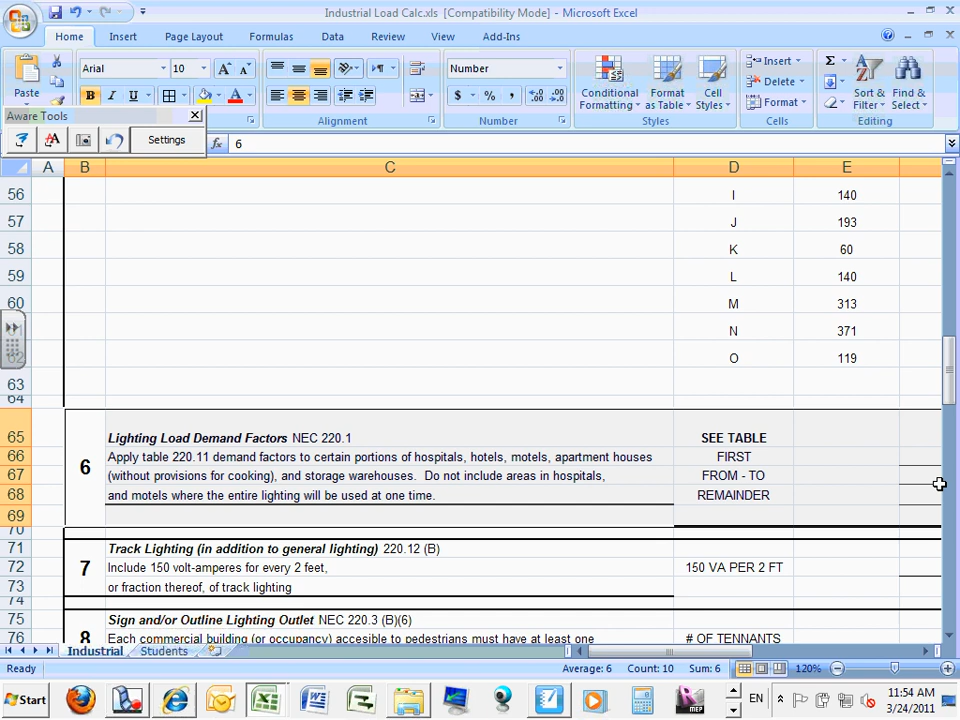 Industrial Load Calc.xls [Compatibility Mode] - Microsoft Excel
Home Insert Page Layout Formulas Data Review View Add-Ins
Paste
Arial 10
B I U
Number
$ % ,
Conditional Formatting
Format as Table
Cell Styles
Insert
Delete
Format
Σ
Sort & Filter
Find & Select
Alignment Number Styles Cells Editing
Aware Tools
Settings
fx 6
A B C D E
56 I 140
57 J 193
58 K 60
59 L 140
60 M 313
N 371
62 O 119
63
64
65 Lighting Load Demand Factors NEC 220.1 SEE TABLE
66 Apply table 220.11 demand factors to certain portions of hospitals, hotels, motels, apartment houses FIRST
6
67 (without provisions for cooking), and storage warehouses. Do not include areas in hospitals, FROM - TO
68 and motels where the entire lighting will be used at one time. REMAINDER
69
70
71 Track Lighting (in addition to general lighting) 220.12 (B)
72 7 Include 150 volt-amperes for every 2 feet, 150 VA PER 2 FT
73 or fraction thereof, of track lighting
74
75 Sign and/or Outline Lighting Outlet NEC 220.3 (B)(6)
76 8 Each commercial building (or occupancy) accesible to pedestrians must have at least one # OF TENNANTS
Industrial Students
Ready Average: 6 Count: 10 Sum: 6 120%
Start
MEP
EN
11:54 AM
3/24/2011